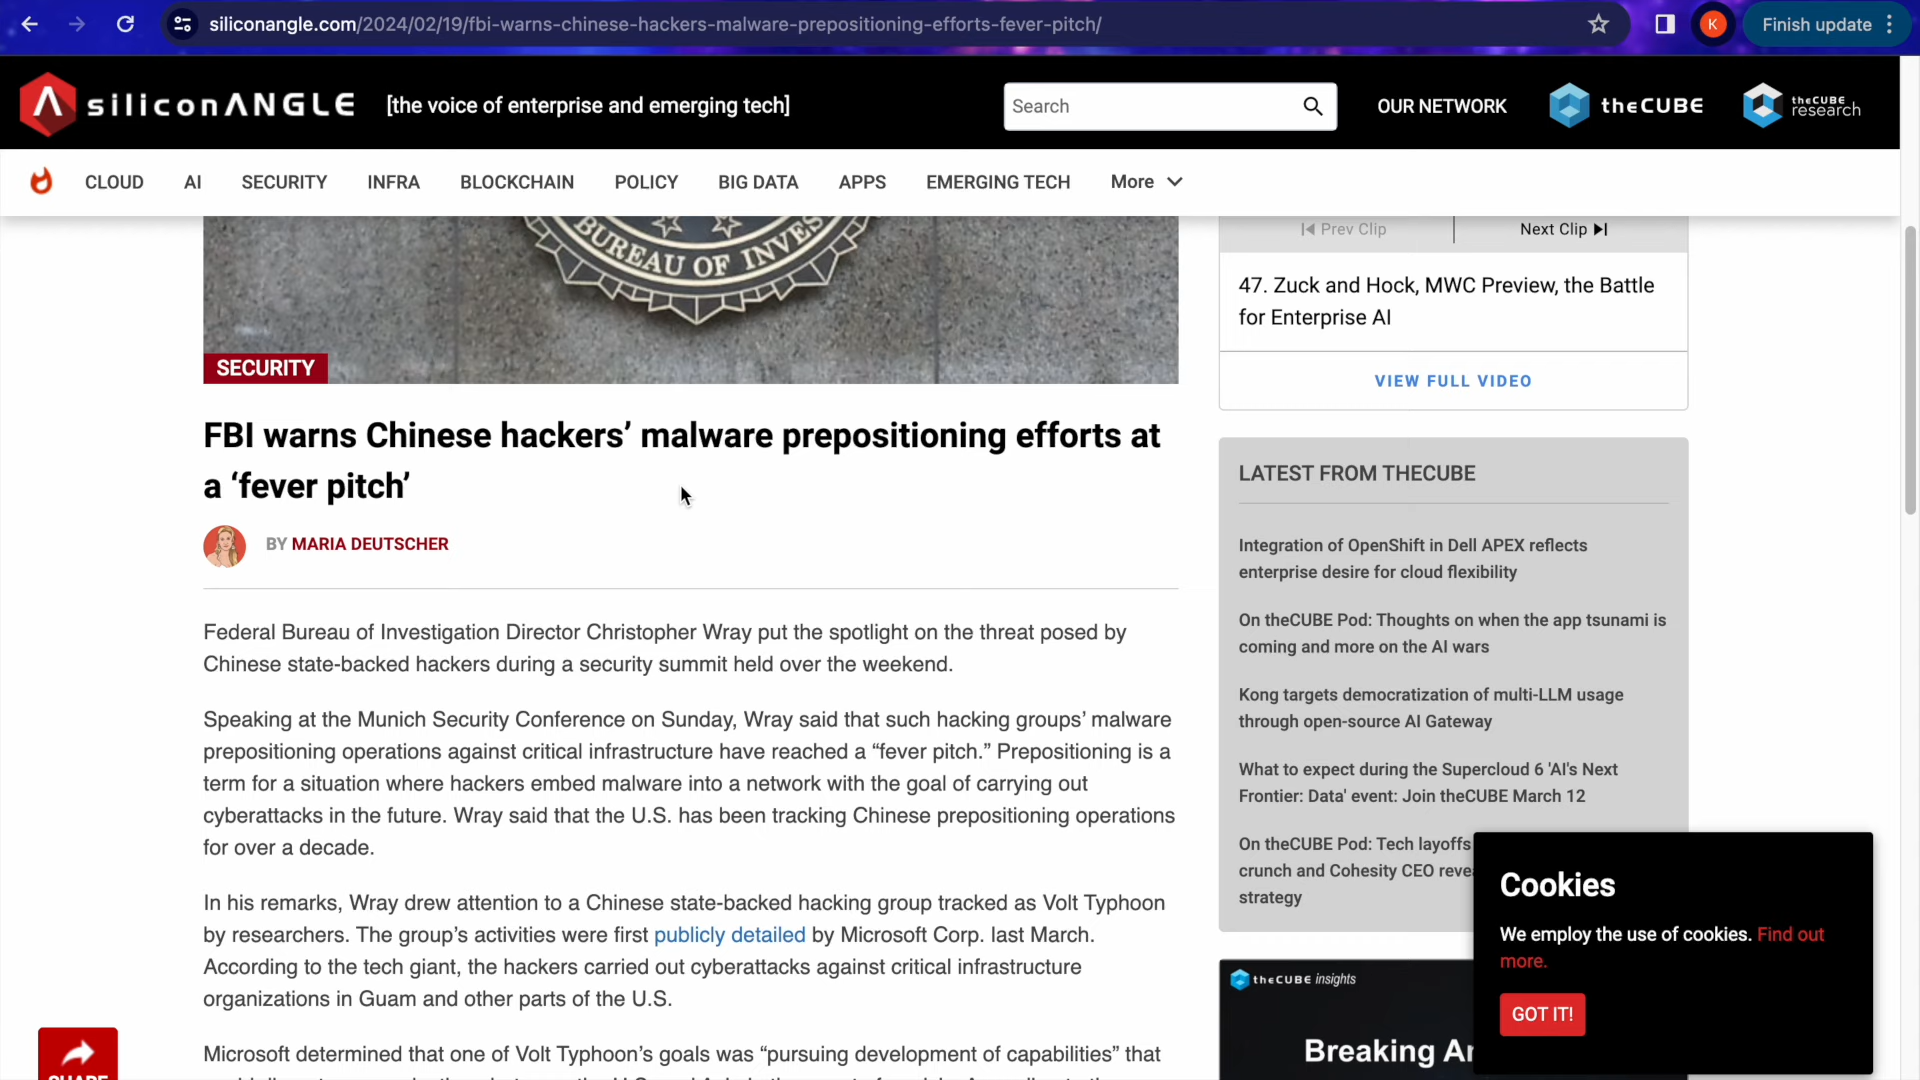 siliconangle.com/2024/02/19/fbi-warns-chinese-hackers-malware-prepositioning-efforts-fever-pitch/
K
Finish update
siliconANGLE
[the voice of enterprise and emerging tech]
Search
OUR NETWORK
theCUBE
theCUBE
research
CLOUD
AI
SECURITY
INFRA
BLOCKCHAIN
POLICY
BIG DATA
APPS
EMERGING TECH
More
BUREAU OF INVES
SECURITY
FBI warns Chinese hackers’ malware prepositioning efforts at
a ‘fever pitch’
BY MARIA DEUTSCHER
Federal Bureau of Investigation Director Christopher Wray put the spotlight on the threat posed by
Chinese state-backed hackers during a security summit held over the weekend.
Speaking at the Munich Security Conference on Sunday, Wray said that such hacking groups’ malware
prepositioning operations against critical infrastructure have reached a “fever pitch.” Prepositioning is a
term for a situation where hackers embed malware into a network with the goal of carrying out
cyberattacks in the future. Wray said that the U.S. has been tracking Chinese prepositioning operations
for over a decade.
In his remarks, Wray drew attention to a Chinese state-backed hacking group tracked as Volt Typhoon
by researchers. The group’s activities were first publicly detailed by Microsoft Corp. last March.
According to the tech giant, the hackers carried out cyberattacks against critical infrastructure
organizations in Guam and other parts of the U.S.
Microsoft determined that one of Volt Typhoon’s goals was “pursuing development of capabilities” that
SHARE
Prev Clip
Next Clip
47. Zuck and Hock, MWC Preview, the Battle
for Enterprise AI
VIEW FULL VIDEO
LATEST FROM THECUBE
Integration of OpenShift in Dell APEX reflects
enterprise desire for cloud flexibility
On theCUBE Pod: Thoughts on when the app tsunami is
coming and more on the AI wars
Kong targets democratization of multi-LLM usage
through open-source AI Gateway
What to expect during the Supercloud 6 'AI's Next
Frontier: Data' event: Join theCUBE March 12
On theCUBE Pod: Tech layoffs
crunch and Cohesity CEO reve
strategy
theCUBE insights
Breaking A
Cookies
We employ the use of cookies. Find out
more.
GOT IT!